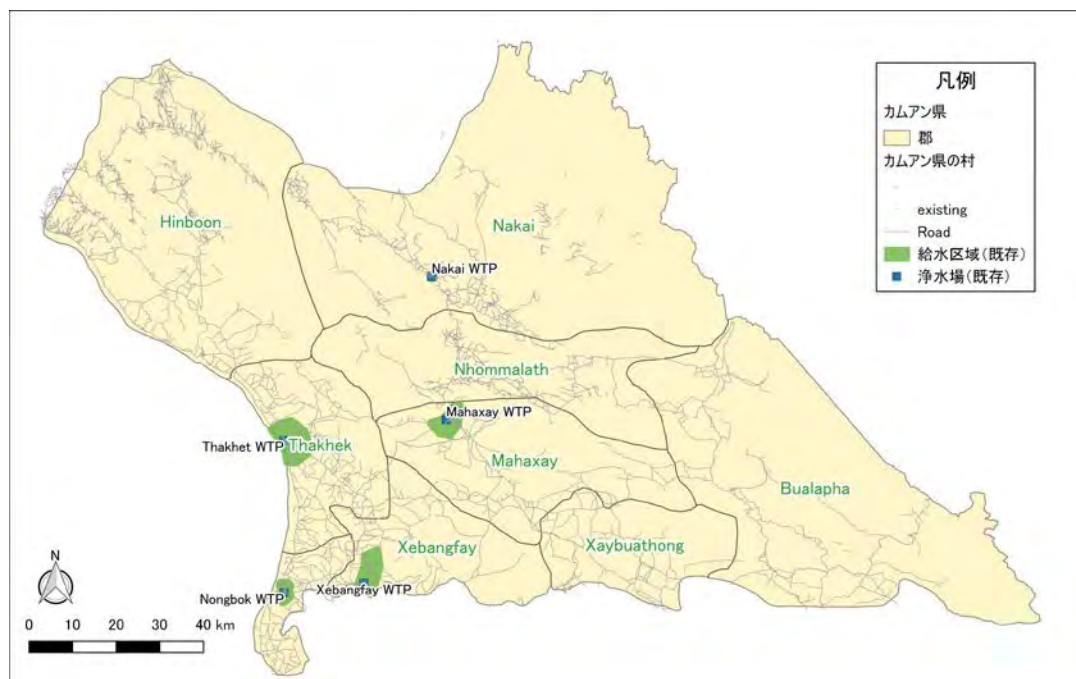 凡例
カムアン県
郡
カムアン県の村
existing
Road
給水区域(既存)
浄水場(既存)
Hinboon
Nakai
Nakai WTP
Nhommalath
Mahaxay WTP
Thakhet WTP
Thakhek
Mahaxay
Bualapha
Xebangfay
Xaybuathong
Nongbok WTP
Xebangfay WTP
N
0 10 20 30 40 km